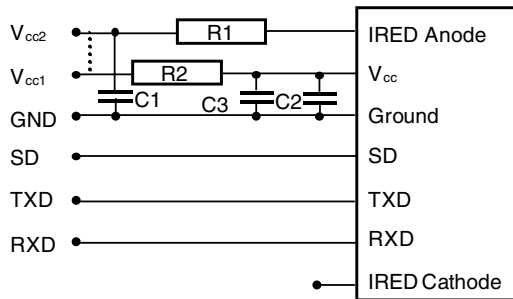 Vcc2 R1 IRED Anode
Vcc1 R2 Vcc
C1 C3 C2
GND Ground
SD SD
TXD TXD
RXD RXD
IRED Cathode